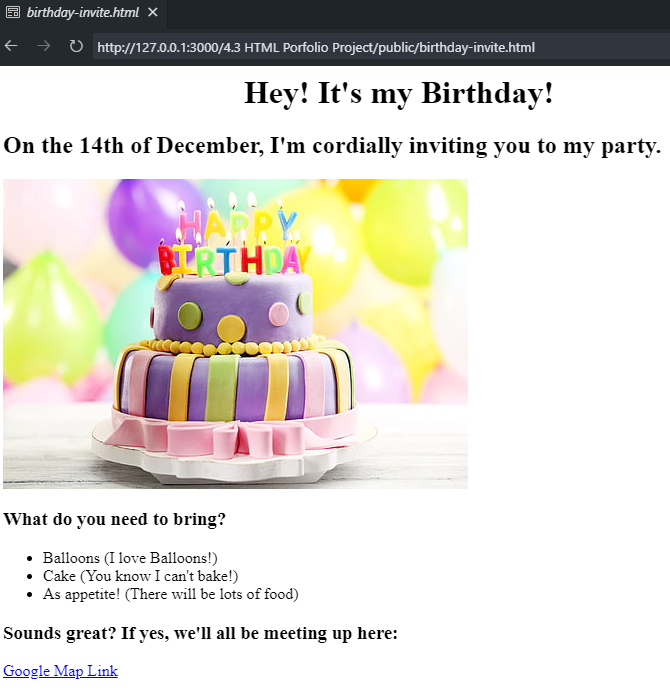 birthday-invite.html
http://127.0.0.1:3000/4.3 HTML Porfolio Project/public/birthday-invite.html
Hey! It's my Birthday!
On the 14th of December, I'm cordially inviting you to my party.
HAPPY
BIRTHDAY
What do you need to bring?
Balloons (I love Balloons!)
Cake (You know I can't bake!)
As appetite! (There will be lots of food)
Sounds great? If yes, we'll all be meeting up here:
Google Map Link